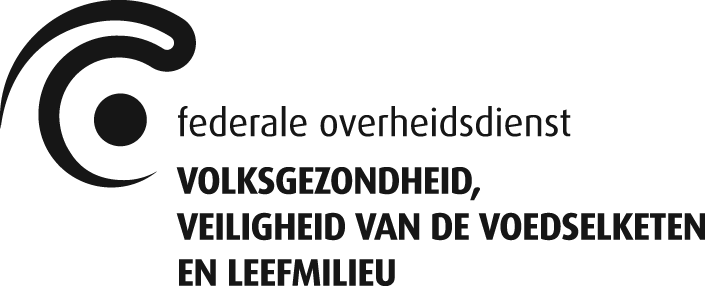 federale overheidsdienst
VOLKSGEZONDHEID,
VEILIGHEID VAN DE VOEDSELKETEN
EN LEEFMILIEU